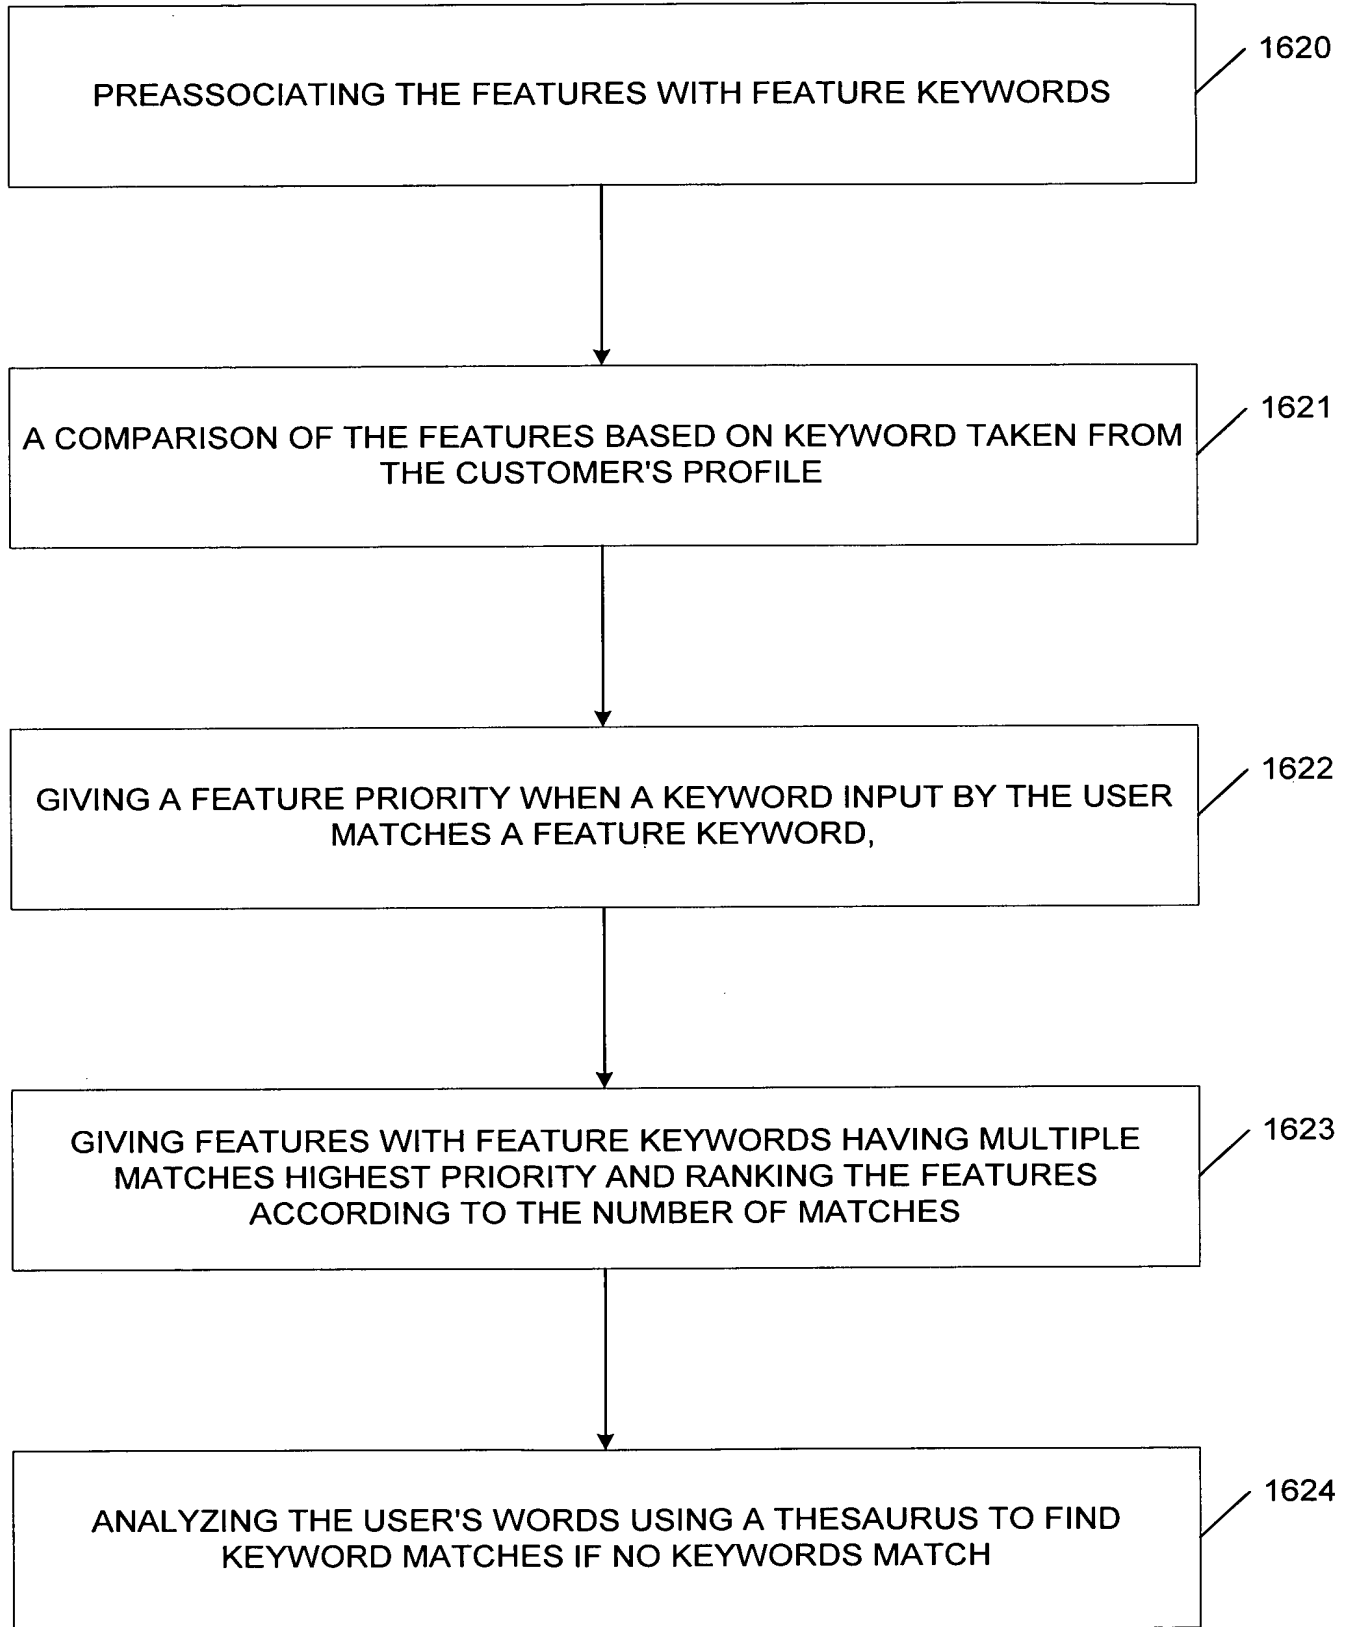 1620
PREASSOCIATING THE FEATURES WITH FEATURE KEYWORDS
1621
A COMPARISON OF THE FEATURES BASED ON KEYWORD TAKEN FROM
THE CUSTOMER'S PROFILE
1622
GIVING A FEATURE PRIORITY WHEN A KEYWORD INPUT BY THE USER
MATCHES A FEATURE KEYWORD,
1623
GIVING FEATURES WITH FEATURE KEYWORDS HAVING MULTIPLE
MATCHES HIGHEST PRIORITY AND RANKING THE FEATURES
ACCORDING TO THE NUMBER OF MATCHES
1624
ANALYZING THE USER'S WORDS USING A THESAURUS TO FIND
KEYWORD MATCHES IF NO KEYWORDS MATCH